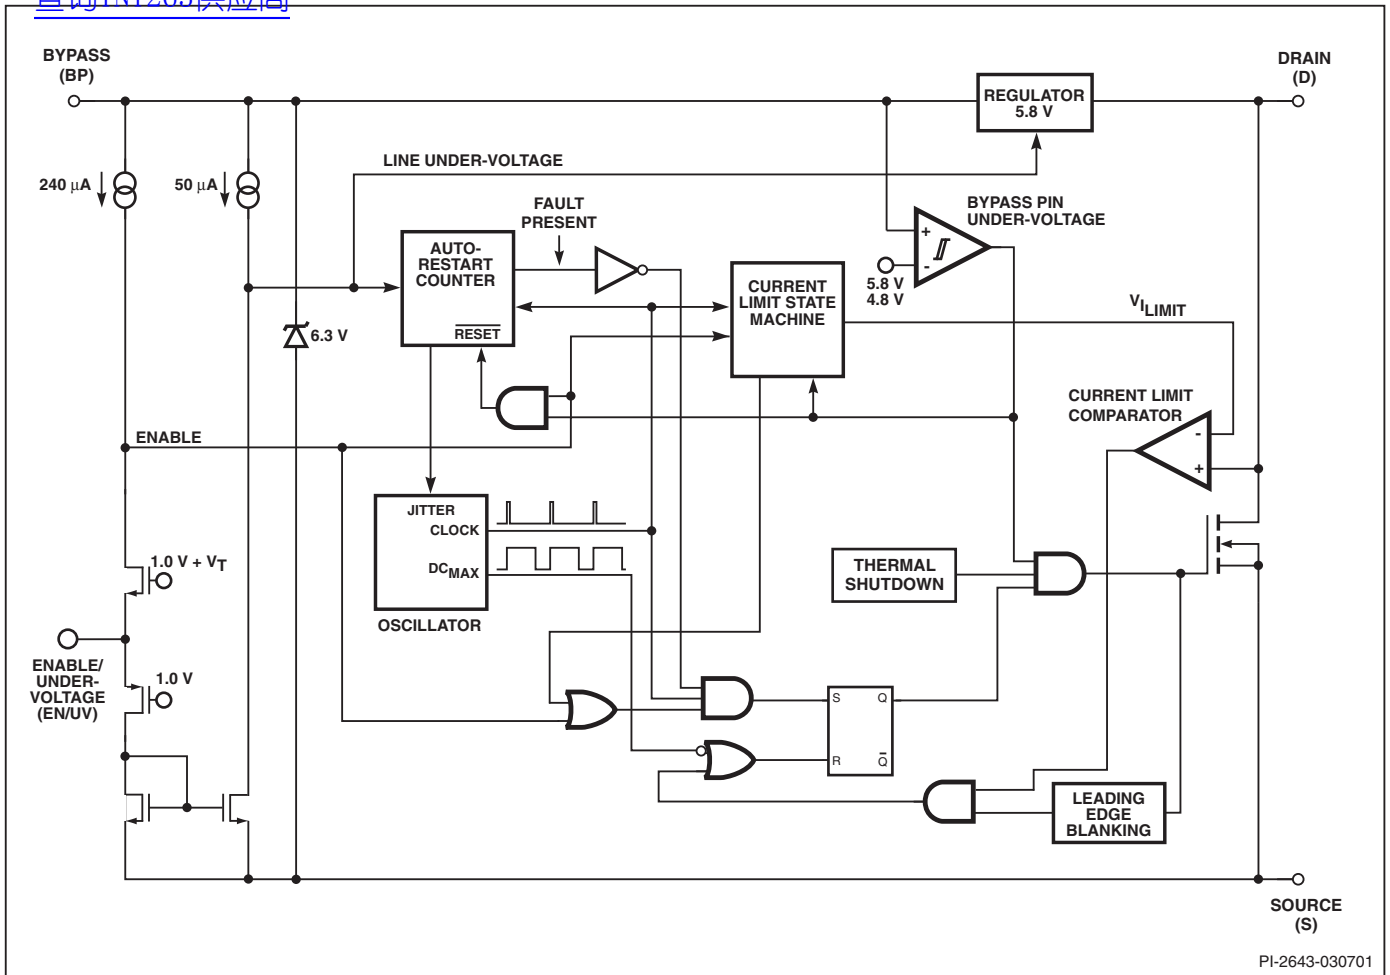 BYPASS
(BP)
DRAIN
(D)
REGULATOR
5.8 V
LINE UNDER-VOLTAGE
240 μA
50 μA
FAULT
PRESENT
BYPASS PIN
UNDER-VOLTAGE
AUTO-
RESTART
COUNTER
RESET
+
-
5.8 V
4.8 V
CURRENT
LIMIT STATE
MACHINE
VILIMIT
6.3 V
CURRENT LIMIT
COMPARATOR
-
+
ENABLE
JITTER
CLOCK
DCMAX
OSCILLATOR
1.0 V + VT
THERMAL
SHUTDOWN
ENABLE/
UNDER-
VOLTAGE
(EN/UV)
1.0 V
S
Q
R
Q̅
LEADING
EDGE
BLANKING
SOURCE
(S)
PI-2643-030701